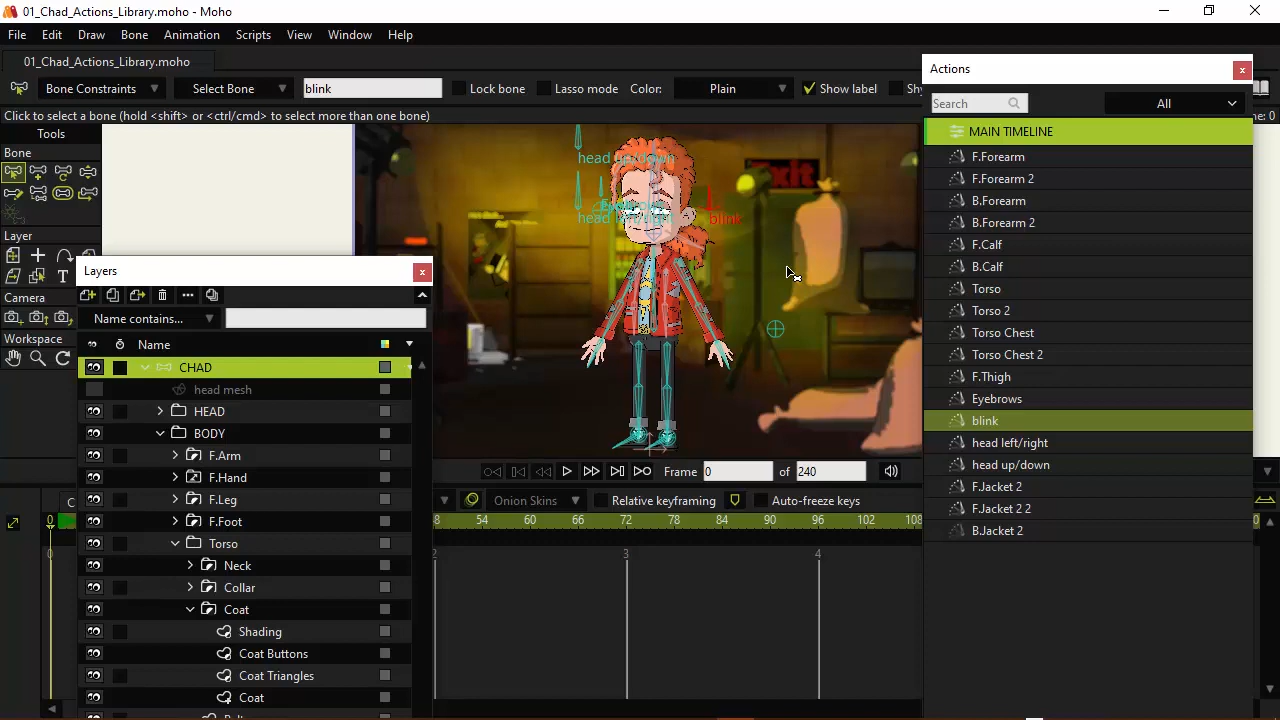 01_Chad_Actions_Library.moho - Moho
File Edit Draw Bone Animation Scripts View Window Help
01_Chad_Actions_Library.moho
Bone Constraints Select Bone blink Lock bone Lasso mode Color: Plain Show label Sh
Click to select a bone (hold <shift> or <ctrl/cmd> to select more than one bone)
Tools
Bone
Layer
Camera
Workspace
Layers
Name contains...
Name
CHAD
head mesh
HEAD
BODY
F.Arm
F.Hand
F.Leg
F.Foot
Torso
Neck
Collar
Coat
Shading
Coat Buttons
Coat Triangles
Coat
head up/down
head left/right
blink
Exit
Frame 0 of 240
Onion Skins Relative keyframing Auto-freeze keys
0 54 60 66 72 78 84 90 96 102 108
0 2 3 4
Actions
Search All
MAIN TIMELINE
F.Forearm
F.Forearm 2
B.Forearm
B.Forearm 2
F.Calf
B.Calf
Torso
Torso 2
Torso Chest
Torso Chest 2
F.Thigh
Eyebrows
blink
head left/right
head up/down
F.Jacket 2
F.Jacket 2 2
B.Jacket 2